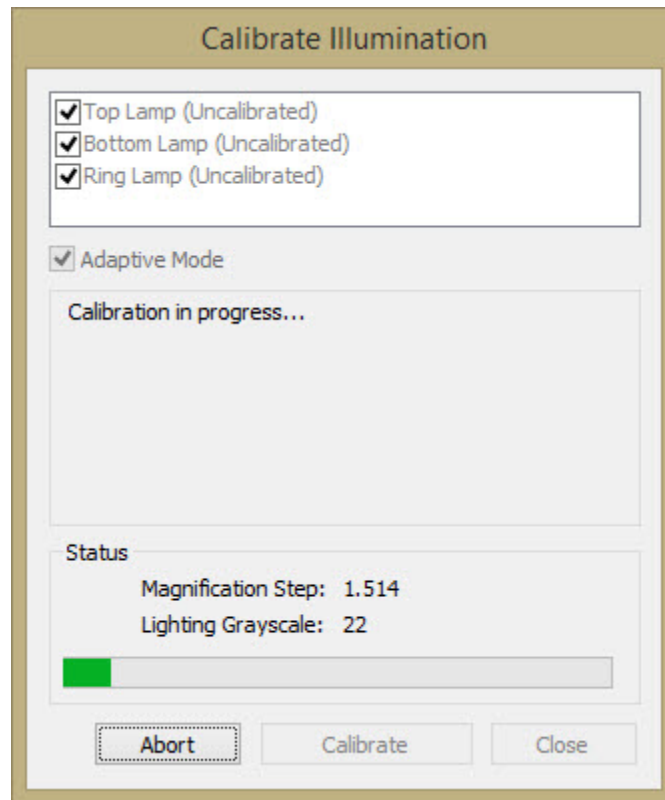 Calibrate Illumination
Top Lamp (Uncalibrated)
Bottom Lamp (Uncalibrated)
Ring Lamp (Uncalibrated)
Adaptive Mode
Calibration in progress...
Status
Magnification Step: 1.514
Lighting Grayscale: 22
Abort Calibrate Close